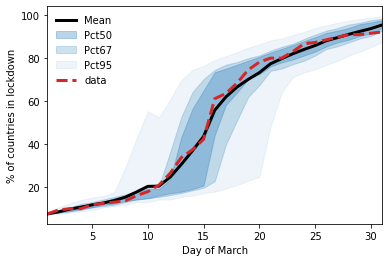 100
80
60
40
20
% of countries in lockdown
Mean
Pct50
Pct67
Pct95
data
5
10
15
20
25
30
Day of March